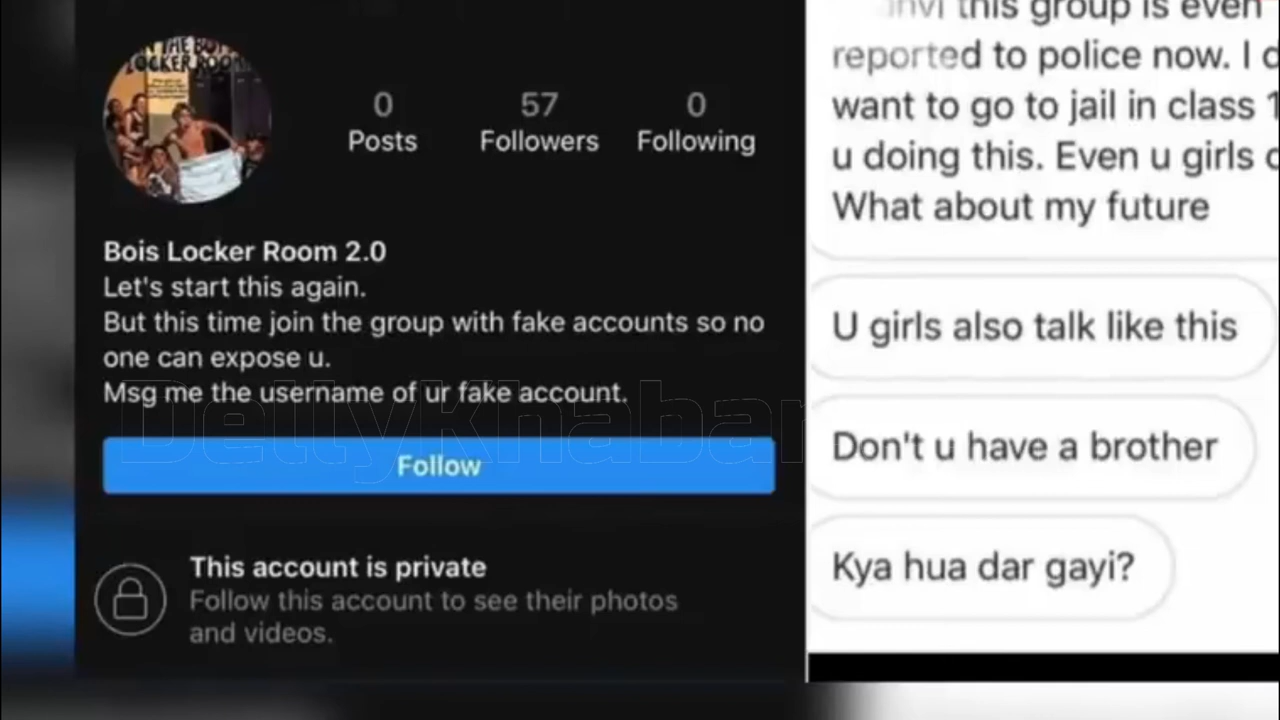 LOCKER ROOM
0
57
0
Posts
Followers
Following
Bois Locker Room 2.0
Let's start this again.
But this time join the group with fake accounts so no
one can expose u.
Msg me the username of ur fake account.
Follow
This account is private
Follow this account to see their photos
and videos.
this group is even
reported to police now. I
want to go to jail in class
u doing this. Even u girls
What about my future
U girls also talk like this
Don't u have a brother
Kya hua dar gayi?
DellyKhabar